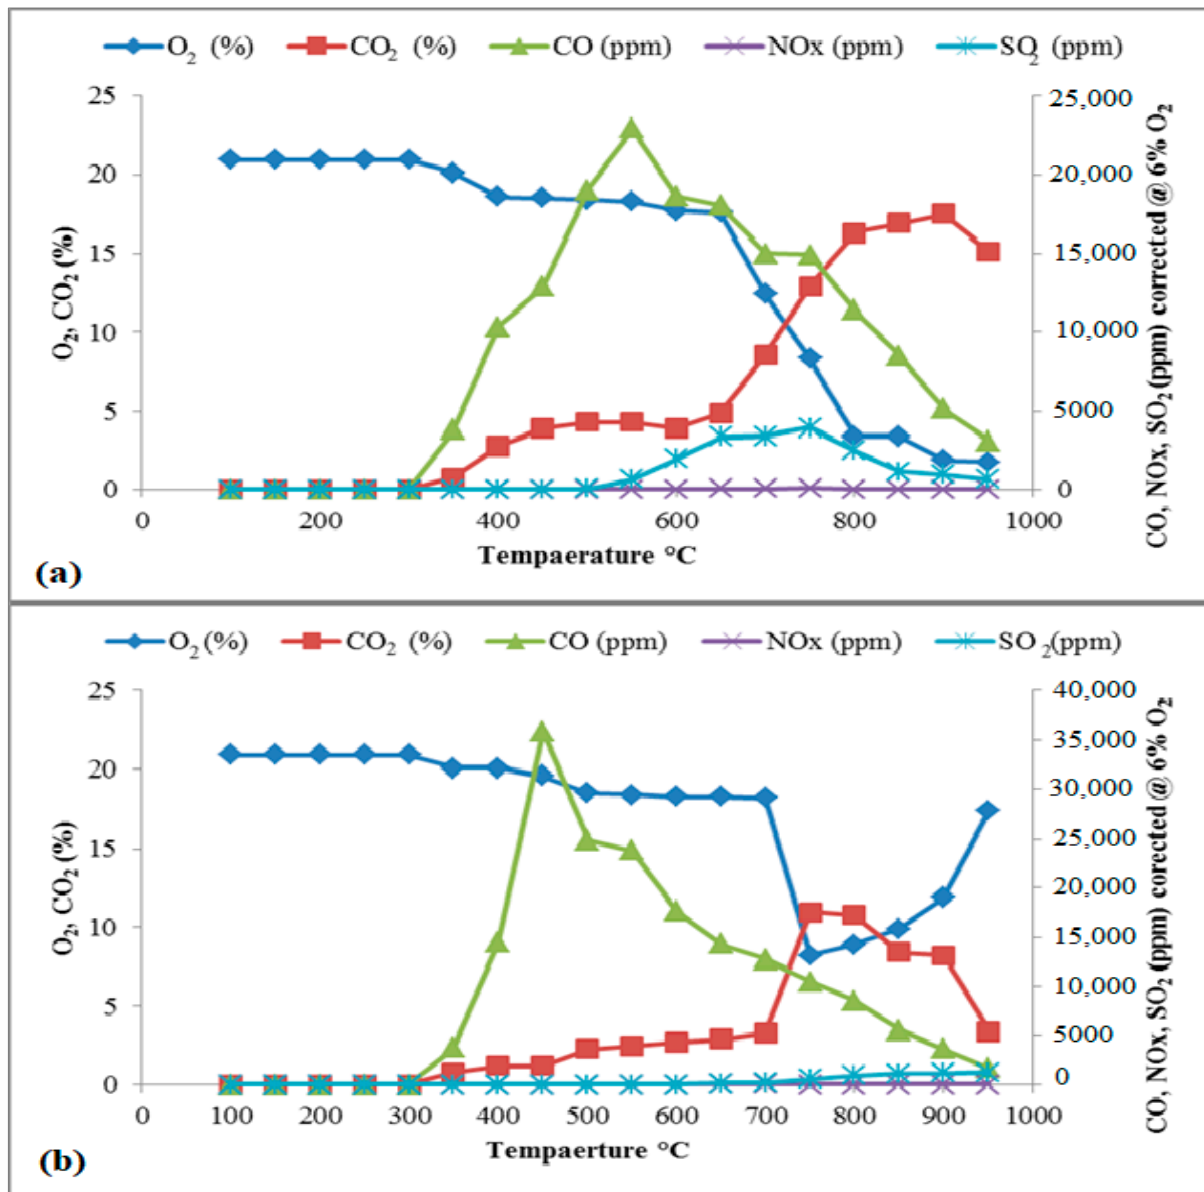 O₂ (%) CO₂ (%) CO (ppm) NOx (ppm) SO₂ (ppm)
25 25,000
20 20,000
15 15,000
10 10,000
5 5000
0 0
O₂, CO₂ (%)
CO, NOx, SO₂ (ppm) corrected @ 6% O₂
0 200 400 600 800 1000
Tempaerature °C
(a)
O₂ (%) CO₂ (%) CO (ppm) NOx (ppm) SO₂(ppm)
25 40,000
20 35,000
15 30,000
10 25,000
5 20,000
0 15,000
10,000
5000
0
O₂, CO₂ (%)
CO, NOx, SO₂ (ppm) corected @ 6% O₂
0 100 200 300 400 500 600 700 800 900 1000
Tempaerture °C
(b)